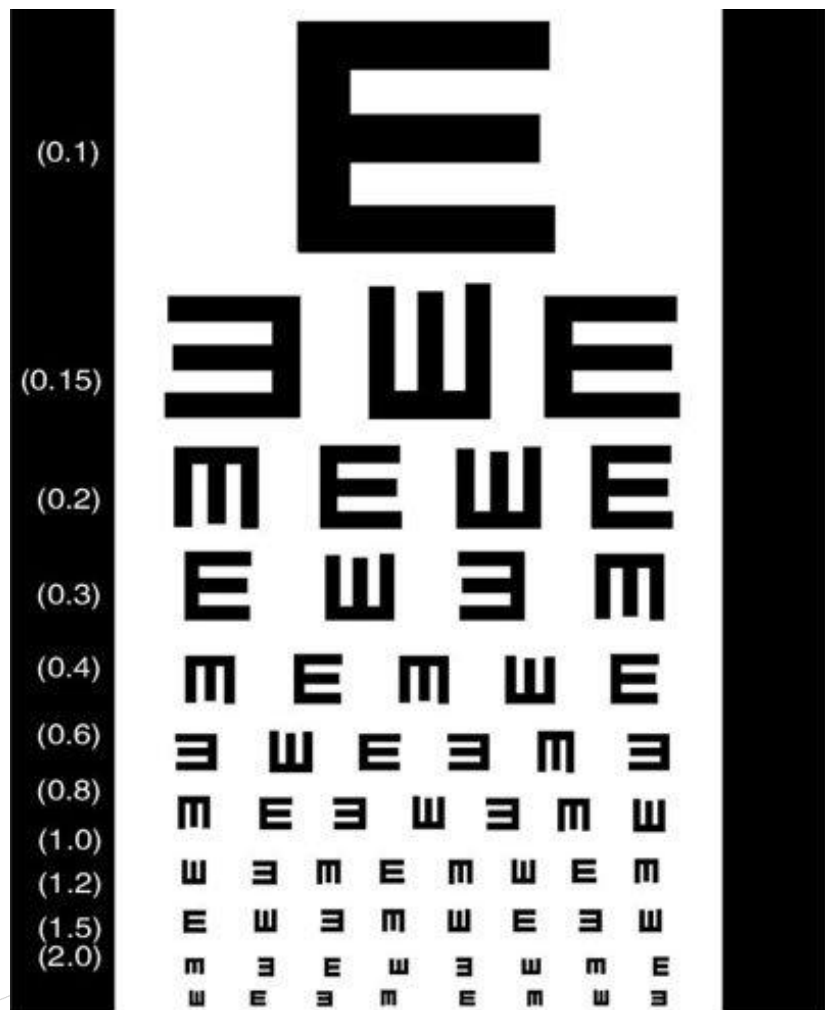 (0.1) E
(0.15) E E E
(0.2) E E E E
(0.3) E E E E
(0.4) E E E E E
(0.6) E E E E E E
(0.8) E E E E E E E
(1.0) E E E E E E E E
(1.2) E E E E E E E E
(1.5) E E E E E E E E
(2.0) E E E E E E E E